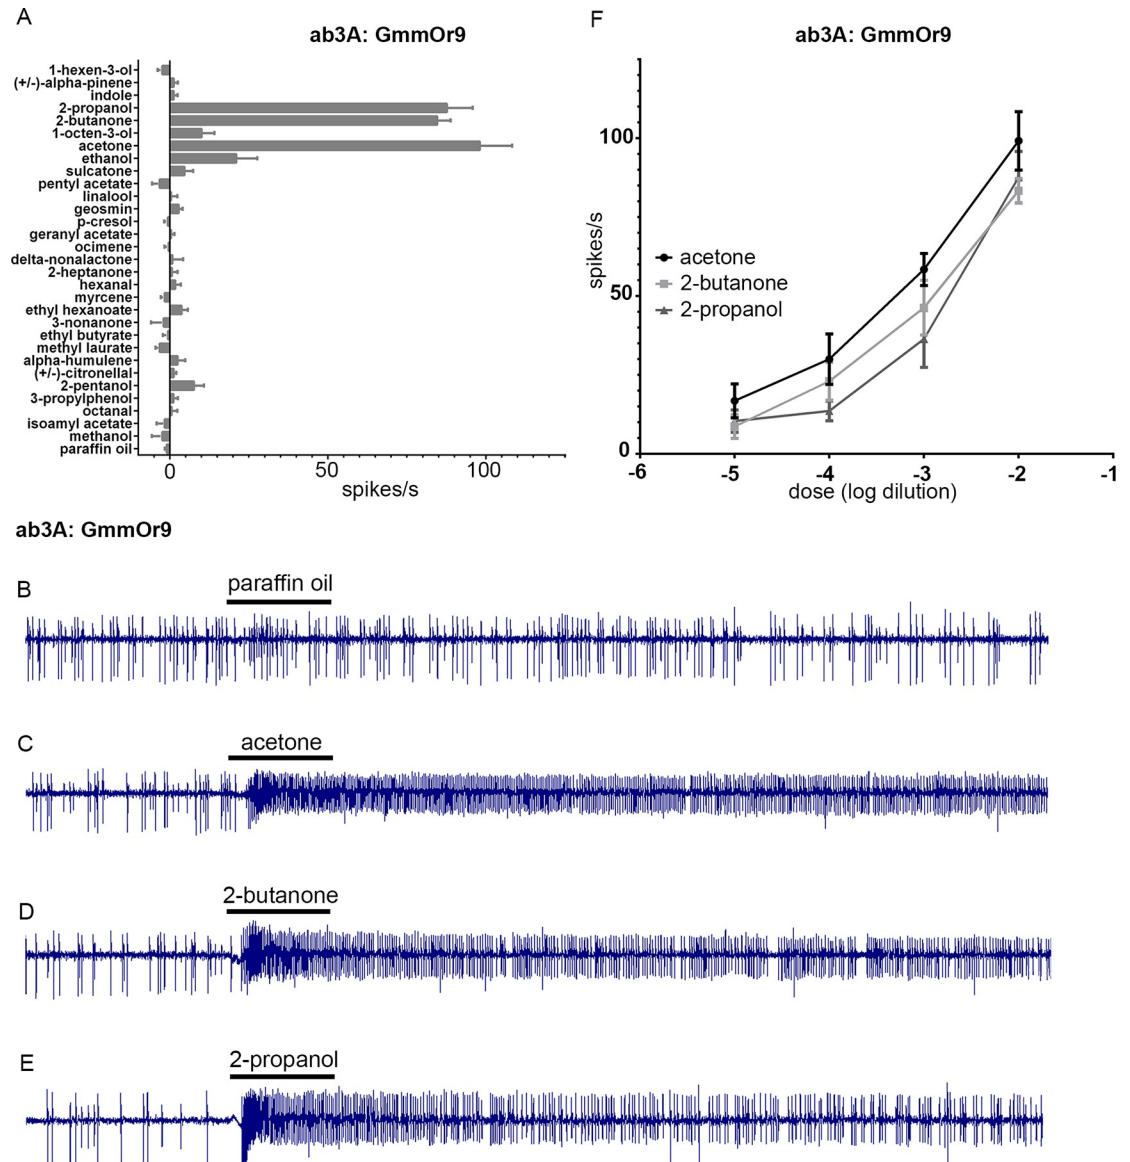 A
ab3A: GmmOr9
1-hexen-3-ol
(+/-)-alpha-pinene
indole
2-propanol
2-butanone
1-octen-3-ol
acetone
ethanol
sulcatone
pentyl acetate
linalool
geosmin
p-cresol
geranyl acetate
ocimene
delta-nonalactone
2-heptanone
hexanal
myrcene
ethyl hexanoate
3-nonanone
ethyl butyrate
methyl laurate
alpha-humulene
(+/-)-citronellal
2-pentanol
3-propylphenol
octanal
isoamyl acetate
methanol
paraffin oil
0 50 100
spikes/s
F
ab3A: GmmOr9
100
50
0
spikes/s
acetone
2-butanone
2-propanol
-6 -5 -4 -3 -2 -1
dose (log dilution)
ab3A: GmmOr9
B
paraffin oil
C
acetone
D
2-butanone
E
2-propanol